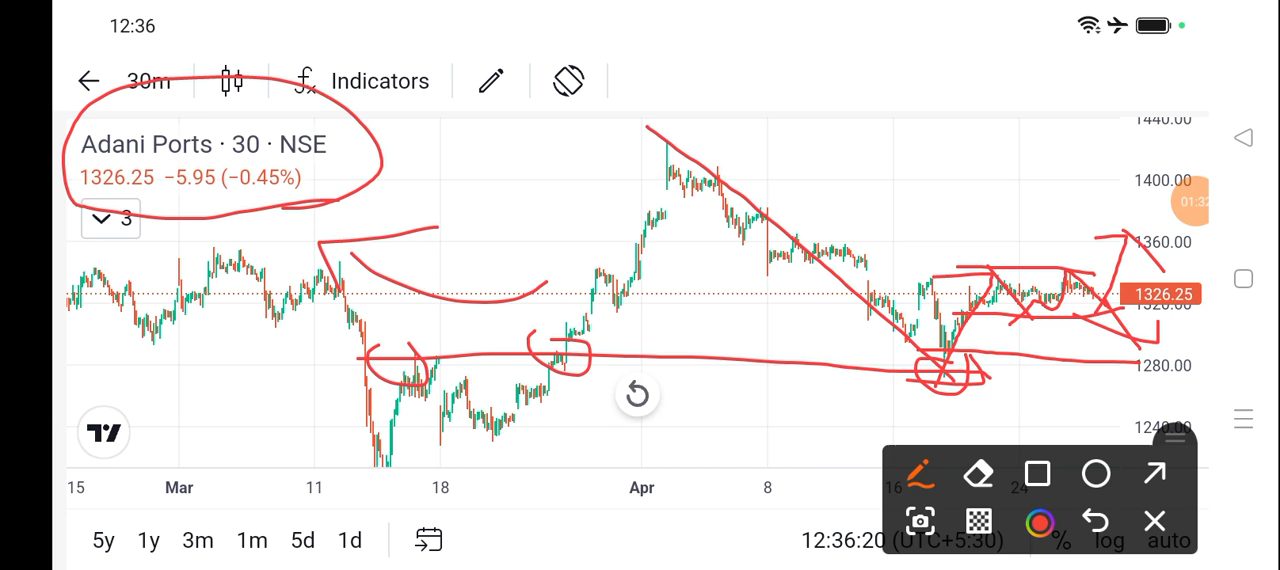 12:36
30m
Indicators
Adani Ports · 30 · NSE
1326.25 −5.95 (−0.45%)
3
1440.00
1400.00
01:32
1360.00
1326.25
1320.00
1280.00
1240.00
15 Mar 11 18 Apr 8 16 24
5y 1y 3m 1m 5d 1d
12:36:20 (UTC+5:30) % log auto